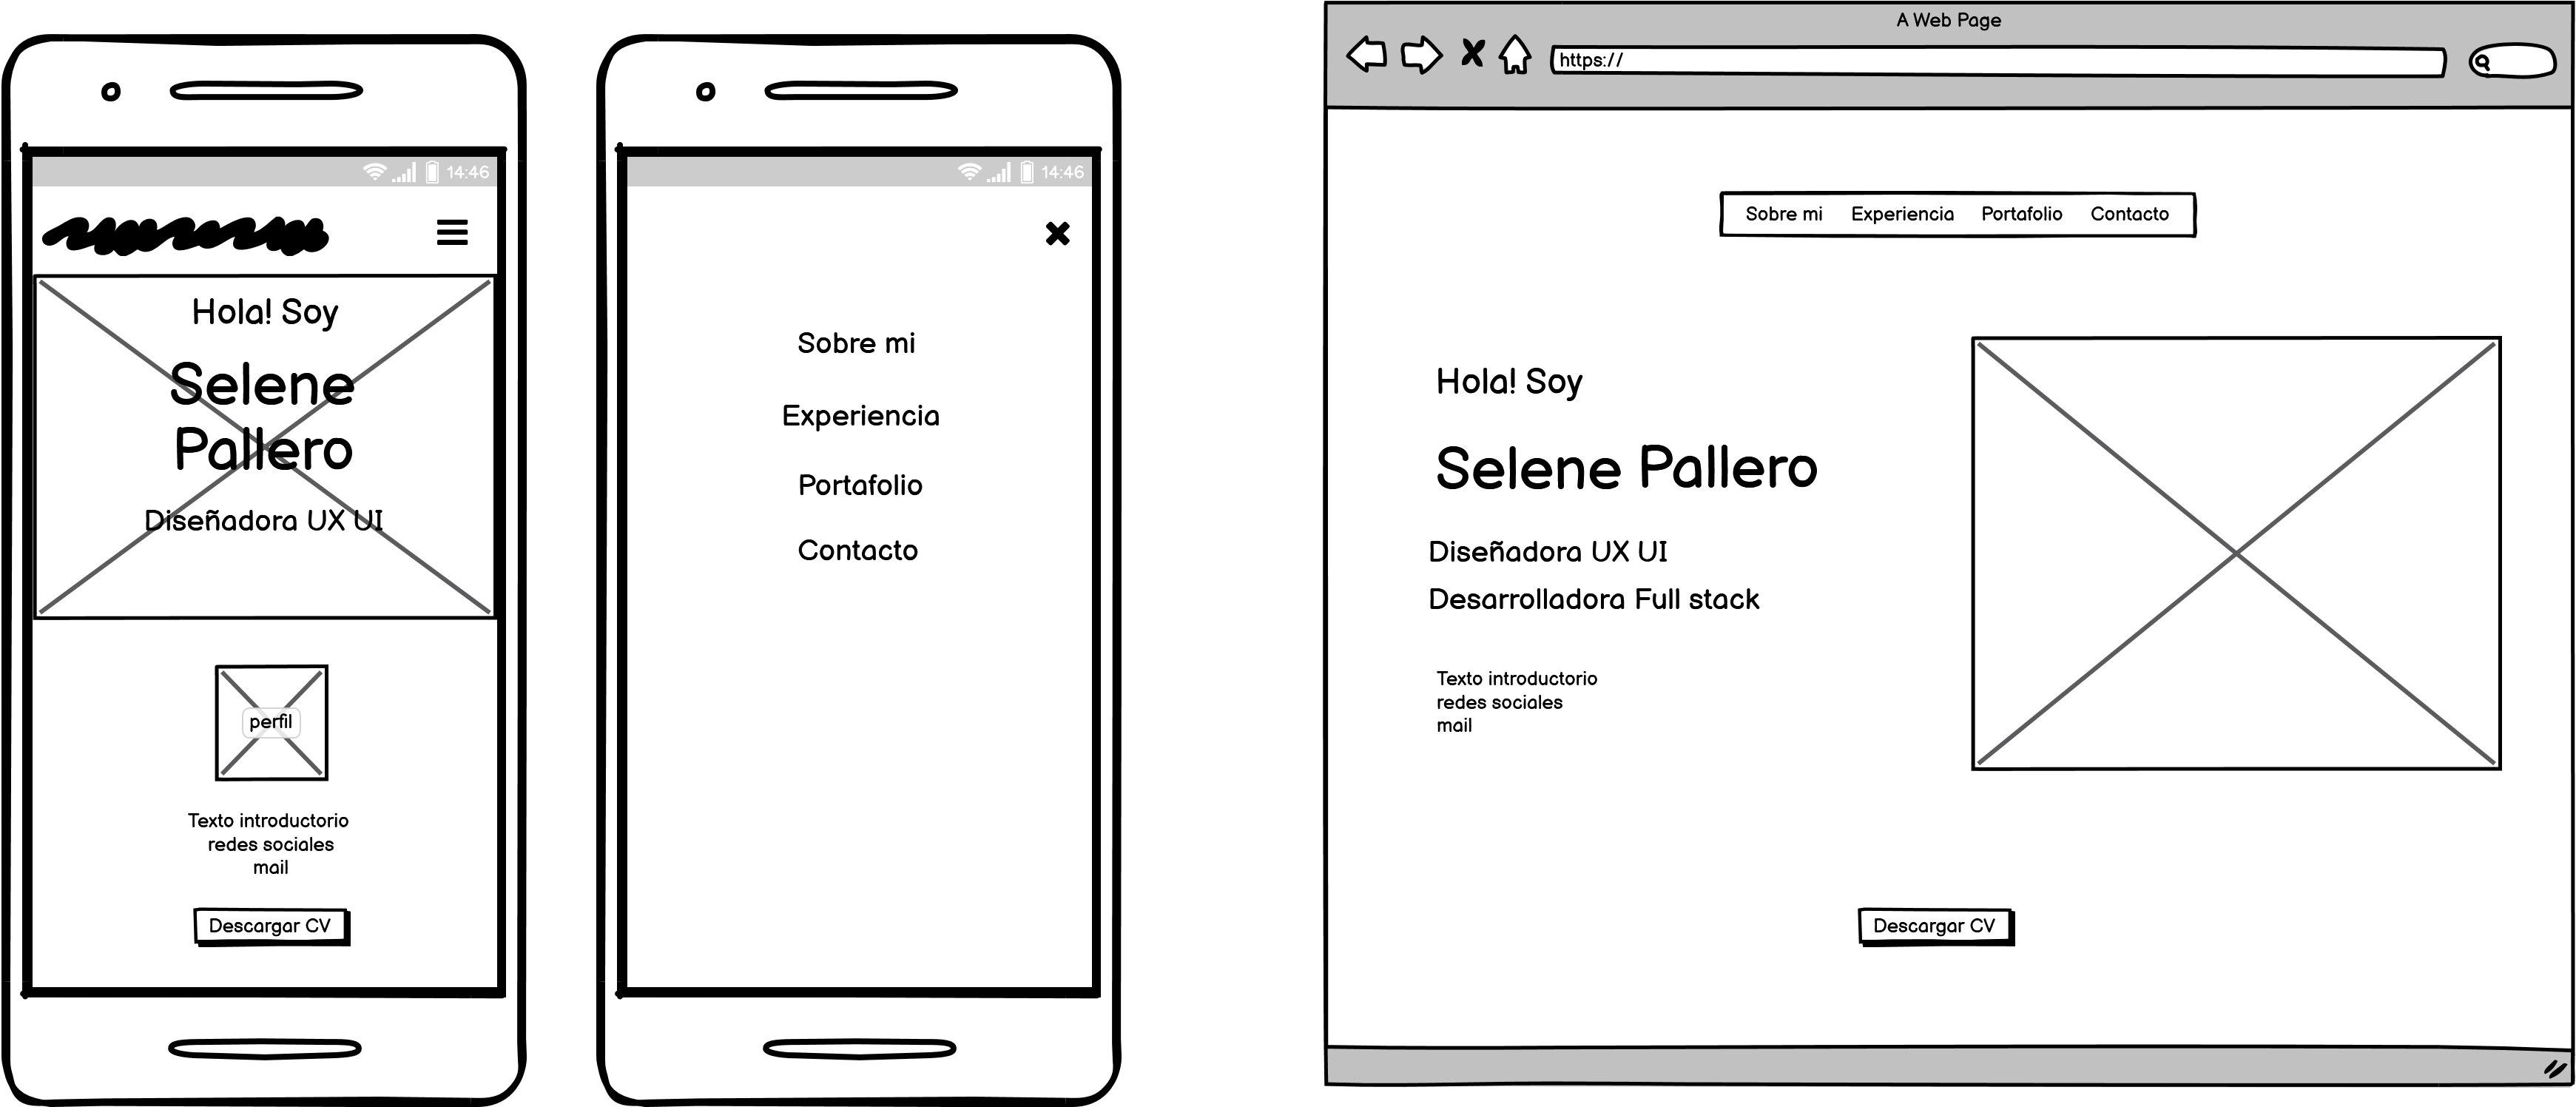 14:46
Hola! Soy
Selene
Pallero
Diseñadora UX UI
perfil
Texto introductorio
redes sociales
mail
Descargar CV
14:46
Sobre mi
Experiencia
Portafolio
Contacto
A Web Page
https://
Sobre mi Experiencia Portafolio Contacto
Hola! Soy
Selene Pallero
Diseñadora UX UI
Desarrolladora Full stack
Texto introductorio
redes sociales
mail
Descargar CV